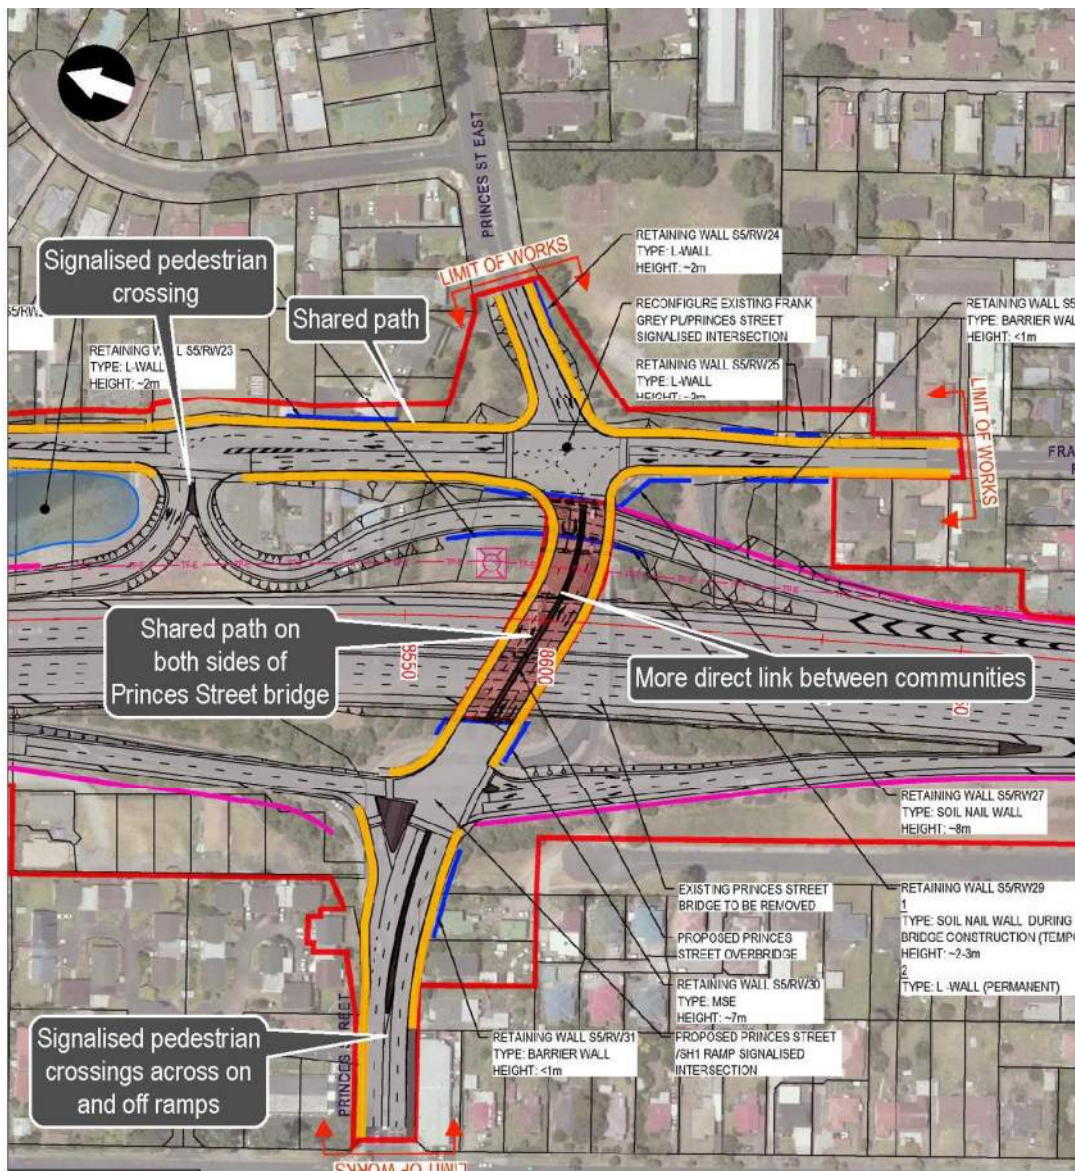 PRINCES ST EAST
LIMIT OF WORKS
RETAINING WALL S5/RW24
TYPE: L-WALL
HEIGHT: ~2m
Signalised pedestrian
crossing
Shared path
RECONFIGURE EXISTING FRANK
GREY PL/PRINCES STREET
SIGNALISED INTERSECTION
RETAINING WALL S5
TYPE: BARRIER WAL
HEIGHT: <1m
RETAINING WALL S5/RW23
TYPE: L-WALL
HEIGHT: ~2m
RETAINING WALL S5/RW25
TYPE: L-WALL
LIMIT OF WORKS
FRA
Shared path on
both sides of
Princes Street bridge
8550
8600
More direct link between communities
RETAINING WALL S5/RW27
TYPE: SOIL NAIL WALL
HEIGHT: ~8m
EXISTING PRINCES STREET
BRIDGE TO BE REMOVED
RETAINING WALL S5/RW29
1
TYPE: SOIL NAIL WALL DURING
BRIDGE CONSTRUCTION (TEMPO
HEIGHT: ~2-3m
2
TYPE: L-WALL (PERMANENT)
PROPOSED PRINCES
STREET OVERBRIDGE
RETAINING WALL S5/RW30
TYPE: MSE
HEIGHT: ~7m
PRINCES STREET
Signalised pedestrian
crossings across on
and off ramps
RETAINING WALL S5/RW31
TYPE: BARRIER WALL
HEIGHT: <1m
PROPOSED PRINCES STREET
/SH1 RAMP SIGNALISED
INTERSECTION
LIMIT OF WORKS